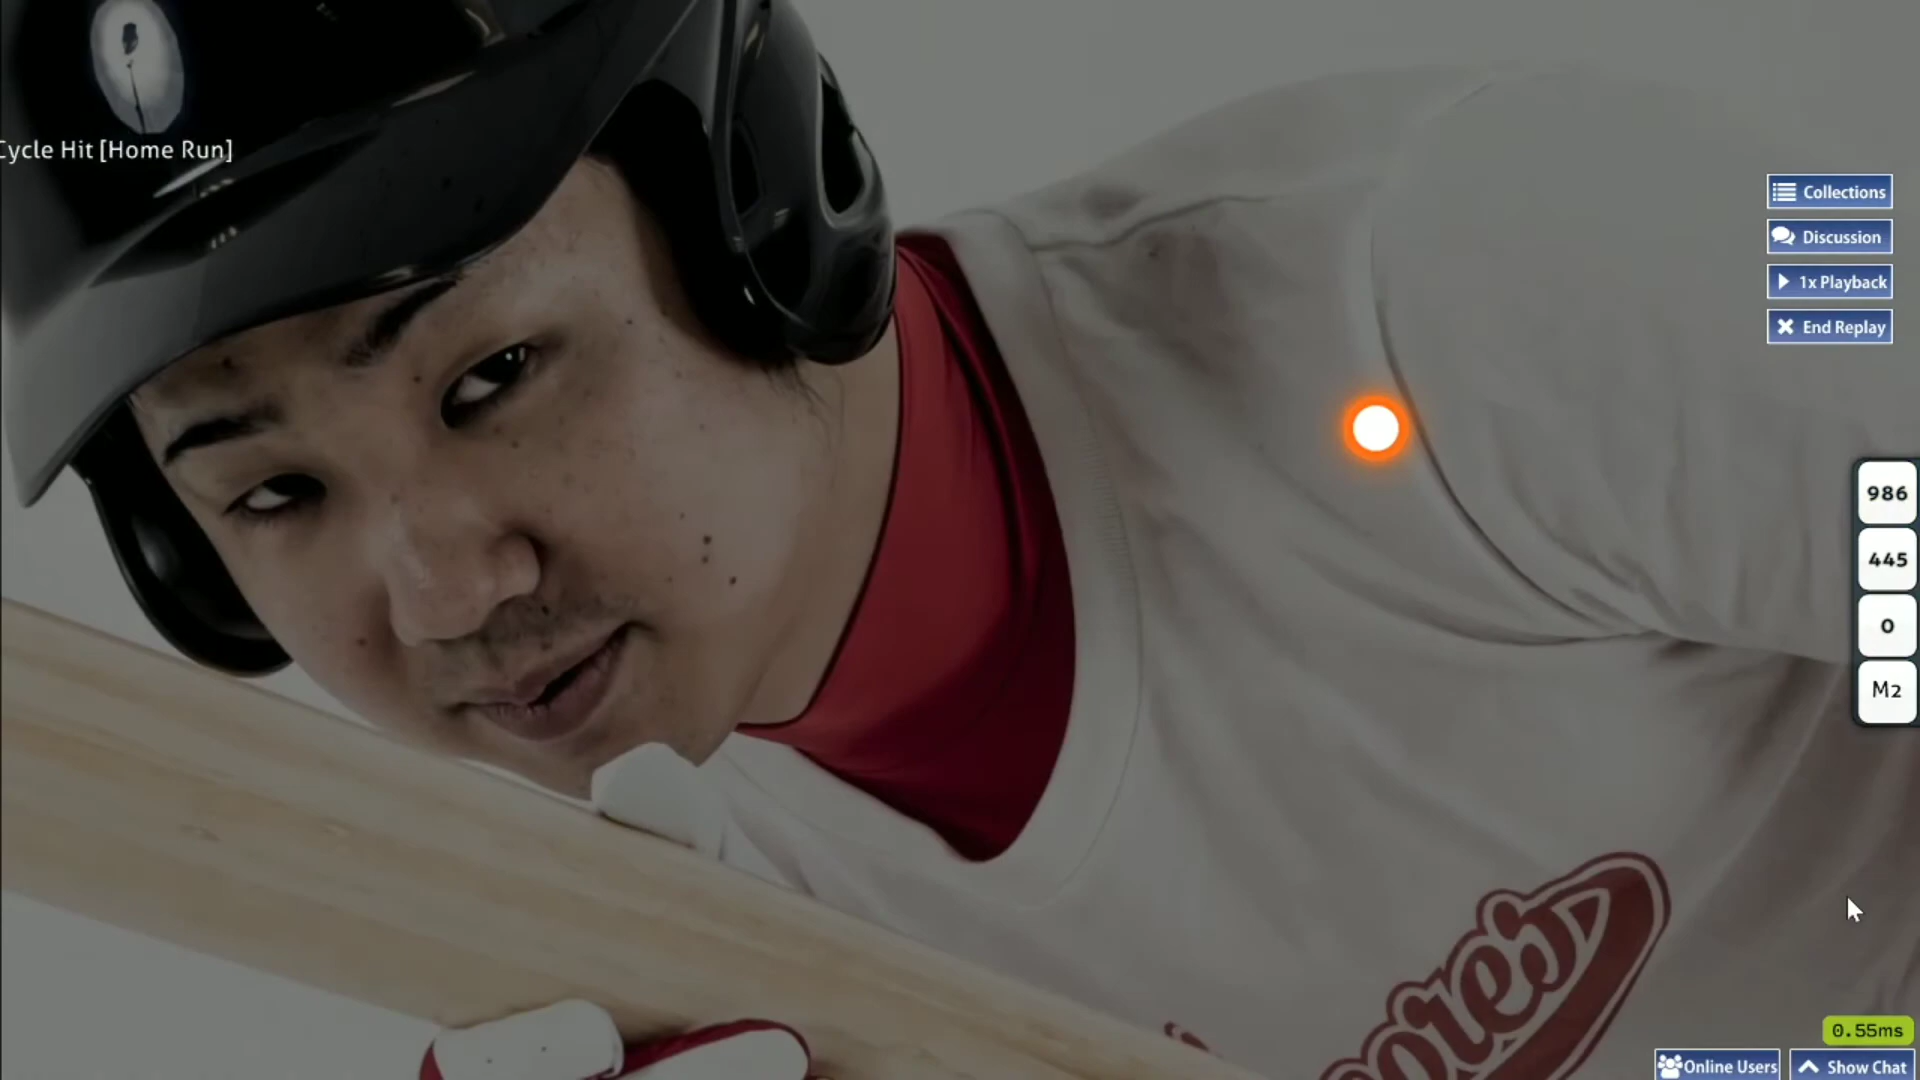 Cycle Hit [Home Run]
Collections
Discussion
1x Playback
End Replay
986
445
0
M2
ores
0.55ms
Online Users
Show Chat